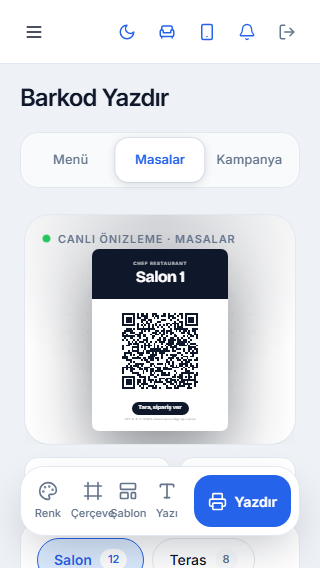 Barkod Yazdır
Menü
Masalar
Kampanya
CANLI ÖNİZLEME · MASALAR
CHEF RESTAURANT
Salon 1
Tara, sipariş ver
Renk
Çerçeve
Şablon
Yazı
Yazdır
Salon 12
Teras 8